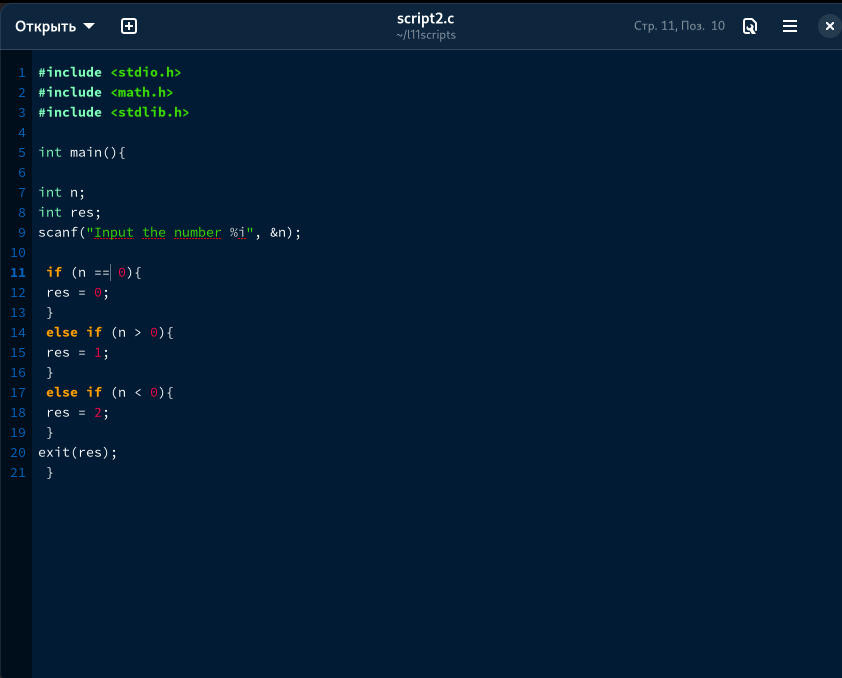 Открыть
script2.c
~/l11scripts
Стр. 11, Поз. 10
1 #include <stdio.h>
2 #include <math.h>
3 #include <stdlib.h>
4
5 int main(){
6
7 int n;
8 int res;
9 scanf("Input the number %i", &n);
10
11 if (n == 0){
12 res = 0;
13 }
14 else if (n > 0){
15 res = 1;
16 }
17 else if (n < 0){
18 res = 2;
19 }
20 exit(res);
21 }